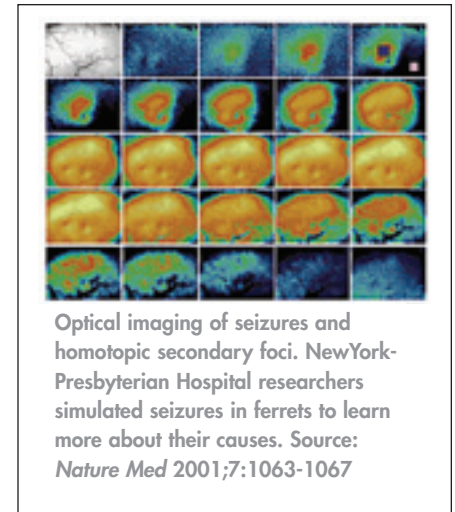 Optical imaging of seizures and
homotopic secondary foci. NewYork-
Presbyterian Hospital researchers
simulated seizures in ferrets to learn
more about their causes. Source:
Nature Med 2001;7:1063-1067